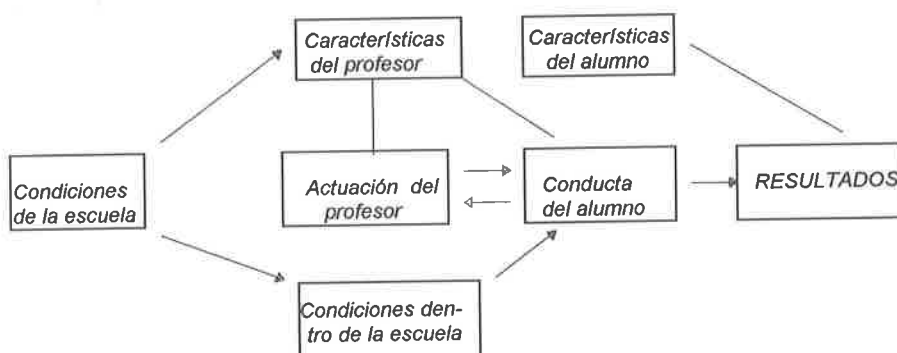 Características
del profesor
Características
del alumno
Condiciones
de la escuela
Actuación del
profesor
Conducta
del alumno
RESULTADOS
Condiciones den-
tro de la escuela